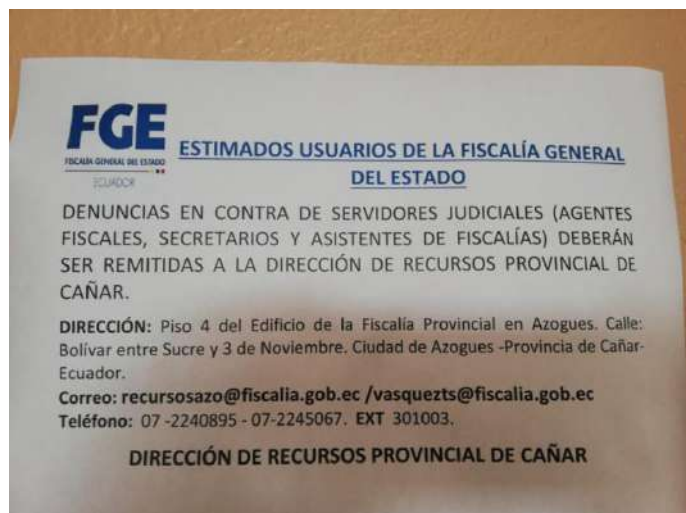 FGE
FISCALÍA GENERAL DEL ESTADO
ECUADOR
ESTIMADOS USUARIOS DE LA FISCALÍA GENERAL
DEL ESTADO
DENUNCIAS EN CONTRA DE SERVIDORES JUDICIALES (AGENTES
FISCALES, SECRETARIOS Y ASISTENTES DE FISCALÍAS) DEBERÁN
SER REMITIDAS A LA DIRECCIÓN DE RECURSOS PROVINCIAL DE
CAÑAR.
DIRECCIÓN: Piso 4 del Edificio de la Fiscalía Provincial en Azogues. Calle:
Bolívar entre Sucre y 3 de Noviembre. Ciudad de Azogues -Provincia de Cañar-
Ecuador.
Correo: recursosazo@fiscalia.gob.ec /vasquezts@fiscalia.gob.ec
Teléfono: 07 -2240895 - 07-2245067. EXT 301003.
DIRECCIÓN DE RECURSOS PROVINCIAL DE CAÑAR